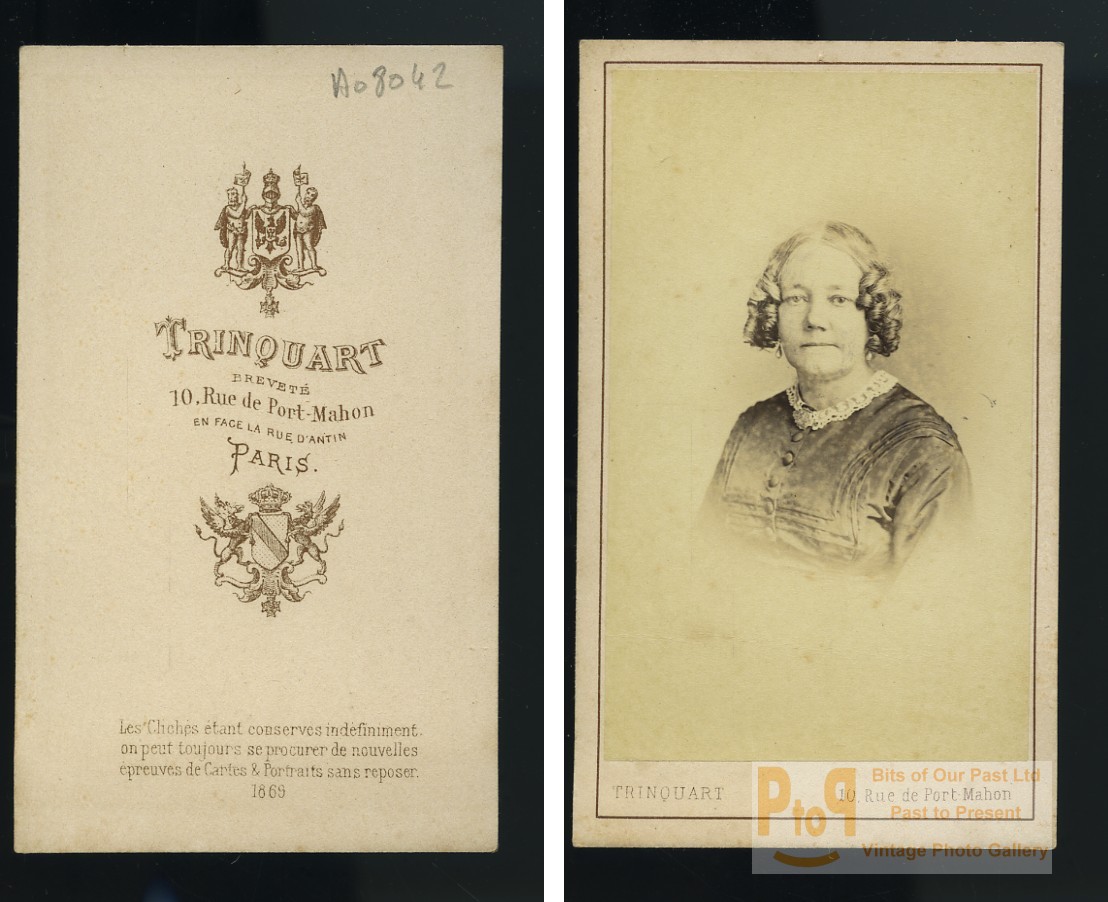 A08042
TRINQUART
BREVETÉ
10, Rue de Port-Mahon
EN FACE LA RUE D'ANTIN
PARIS.
Les Clichés étant conserves indéfiniment.
on peut toujours se procurer de nouvelles
épreuves de Cartes & Portraits sans reposer.
1869
TRINQUART 10, Rue de Port-Mahon
PtoP
Bits of Our Past Ltd
Past to Present
Vintage Photo Gallery